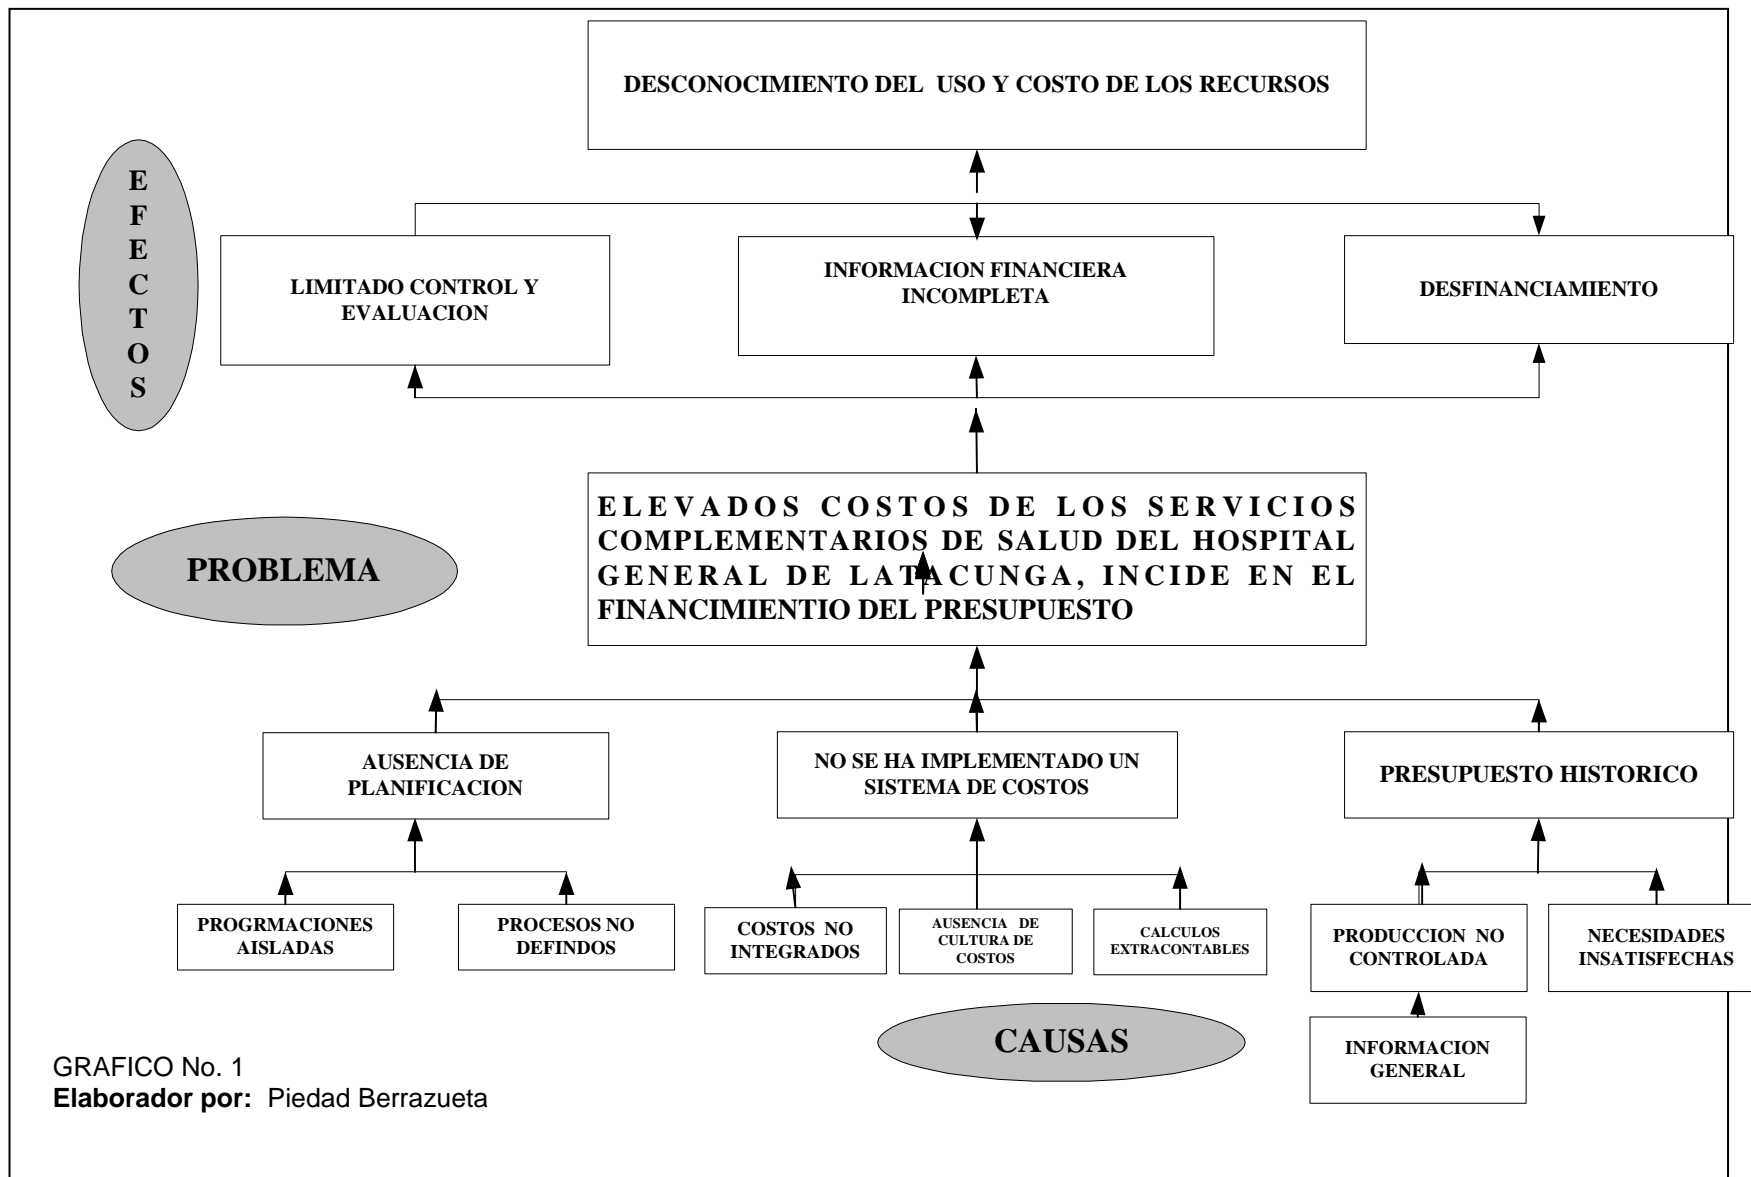 DESCONOCIMIENTO DEL USO Y COSTO DE LOS RECURSOS
E
F
E
C
T
O
S
LIMITADO CONTROL Y
EVALUACION
INFORMACION FINANCIERA
INCOMPLETA
DESFINANCIAMIENTO
PROBLEMA
ELEVADOS COSTOS DE LOS SERVICIOS
COMPLEMENTARIOS DE SALUD DEL HOSPITAL
GENERAL DE LATACUNGA, INCIDE EN EL
FINANCIMIENTIO DEL PRESUPUESTO
AUSENCIA DE
PLANIFICACION
NO SE HA IMPLEMENTADO UN
SISTEMA DE COSTOS
PRESUPUESTO HISTORICO
PROGRMACIONES
AISLADAS
PROCESOS NO
DEFINDOS
COSTOS NO
INTEGRADOS
AUSENCIA DE
CULTURA DE
COSTOS
CALCULOS
EXTRACONTABLES
PRODUCCION NO
CONTROLADA
NECESIDADES
INSATISFECHAS
CAUSAS
INFORMACION
GENERAL
GRAFICO No. 1
Elaborador por: Piedad Berrazueta